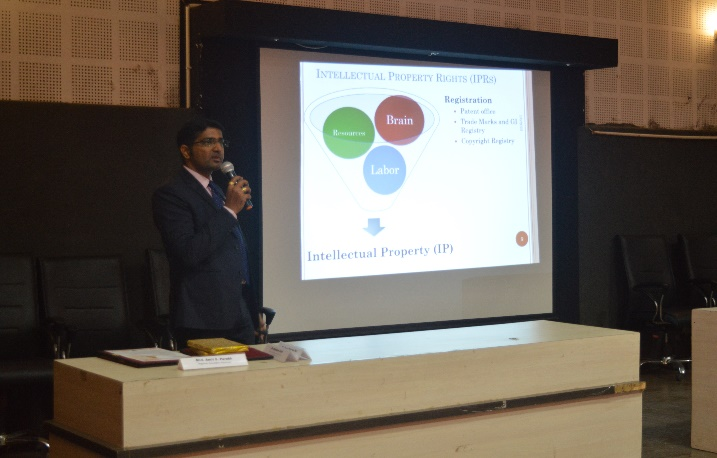 INTELLECTUAL PROPERTY RIGHTS (IPRS)
Registration
• Patent office
• Trade Marks and GI
Registry
• Copyright Registry
Resources
Brain
Labor
Intellectual Property (IP)